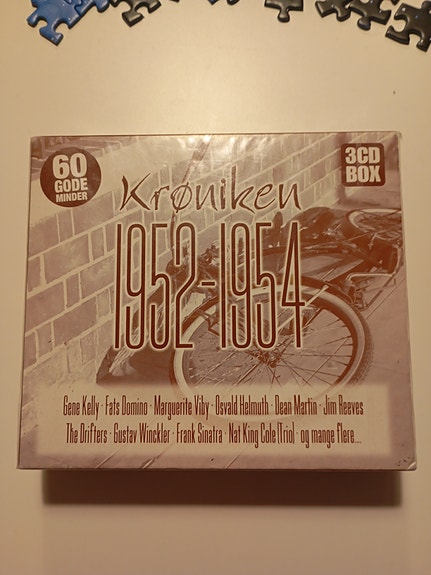 60
GODE
MINDER
3CD
BOX
Krøniken
1952-1954
Gene Kelly · Fats Domino · Marguerite Viby · Osvald Helmuth · Dean Martin · Jim Reeves
The Drifters · Gustav Winckler · Frank Sinatra · Nat King Cole (Trio) · og mange flere...